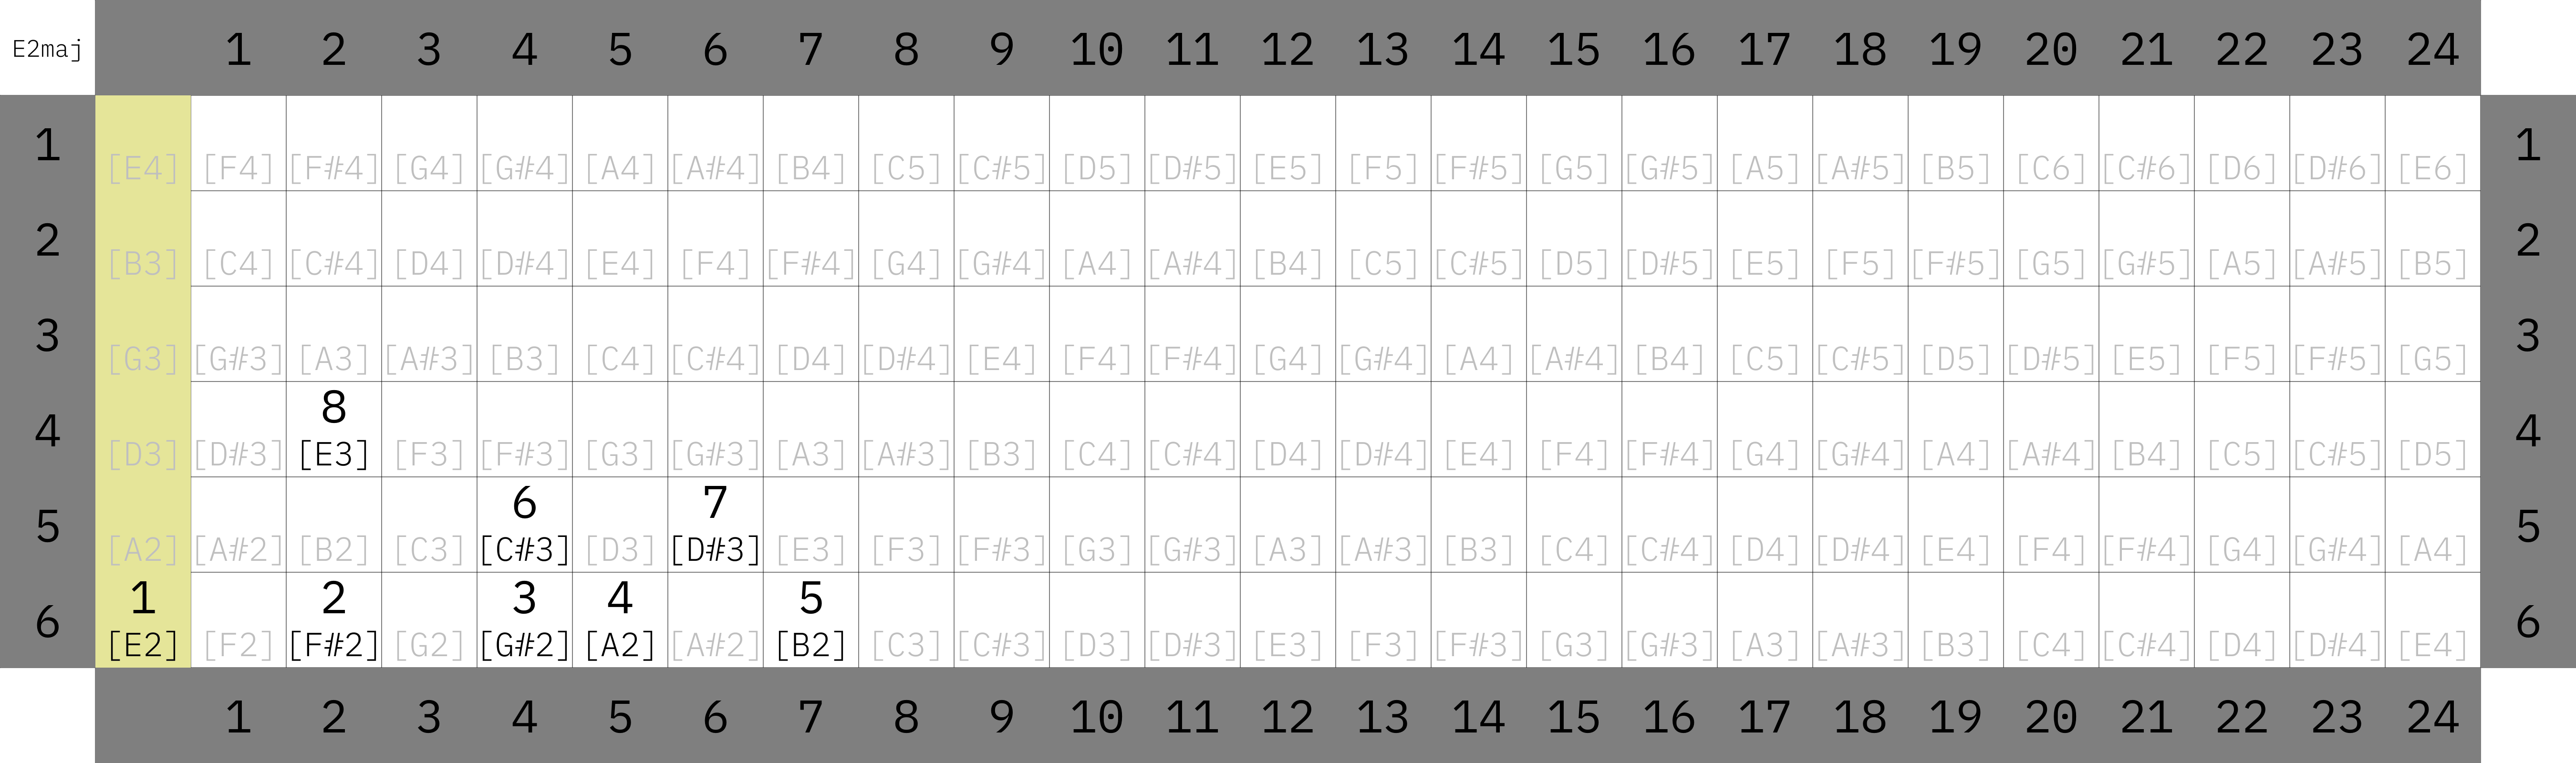 E2maj 1 2 3 4 5 6 7 8 9 10 11 12 13 14 15 16 17 18 19 20 21 22 23 24
1 [E4] [F4] [F#4] [G4] [G#4] [A4] [A#4] [B4] [C5] [C#5] [D5] [D#5] [E5] [F5] [F#5] [G5] [G#5] [A5] [A#5] [B5] [C6] [C#6] [D6] [D#6] [E6] 1
2 [B3] [C4] [C#4] [D4] [D#4] [E4] [F4] [F#4] [G4] [G#4] [A4] [A#4] [B4] [C5] [C#5] [D5] [D#5] [E5] [F5] [F#5] [G5] [G#5] [A5] [A#5] [B5] 2
3 [G3] [G#3] [A3] [A#3] [B3] [C4] [C#4] [D4] [D#4] [E4] [F4] [F#4] [G4] [G#4] [A4] [A#4] [B4] [C5] [C#5] [D5] [D#5] [E5] [F5] [F#5] [G5] 3
8
4 [D3] [D#3] [E3] [F3] [F#3] [G3] [G#3] [A3] [A#3] [B3] [C4] [C#4] [D4] [D#4] [E4] [F4] [F#4] [G4] [G#4] [A4] [A#4] [B4] [C5] [C#5] [D5] 4
6 7
5 [A2] [A#2] [B2] [C3] [C#3] [D3] [D#3] [E3] [F3] [F#3] [G3] [G#3] [A3] [A#3] [B3] [C4] [C#4] [D4] [D#4] [E4] [F4] [F#4] [G4] [G#4] [A4] 5
1 2 3 4 5
6 [E2] [F2] [F#2] [G2] [G#2] [A2] [A#2] [B2] [C3] [C#3] [D3] [D#3] [E3] [F3] [F#3] [G3] [G#3] [A3] [A#3] [B3] [C4] [C#4] [D4] [D#4] [E4] 6
1 2 3 4 5 6 7 8 9 10 11 12 13 14 15 16 17 18 19 20 21 22 23 24